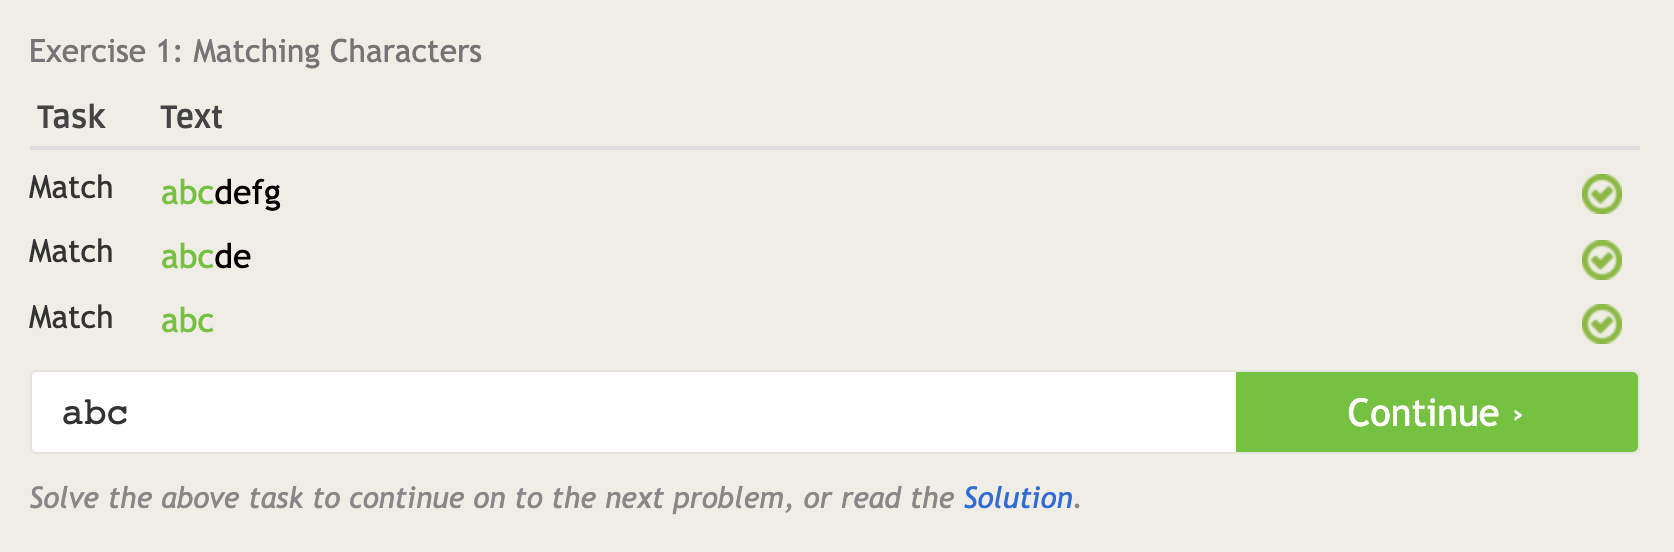 Exercise 1: Matching Characters
Task Text
Match abcdefg
Match abcde
Match abc
abc Continue ›
Solve the above task to continue on to the next problem, or read the Solution.